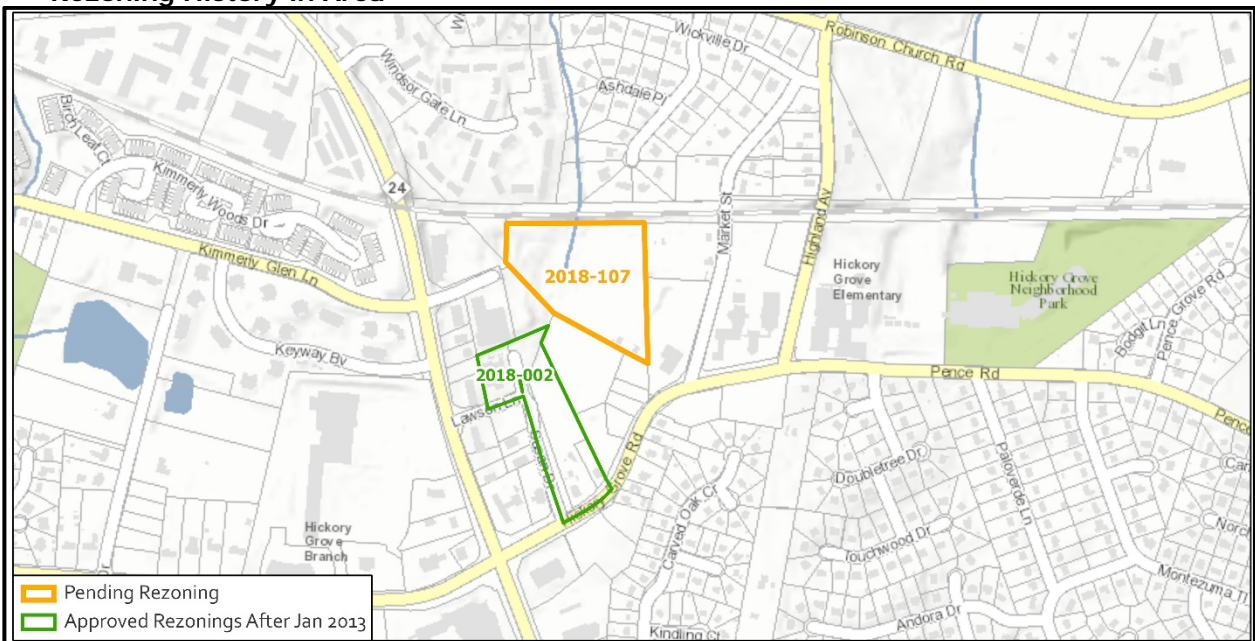 Rezoning History in Area
Wickville Dr
Robinson Church Rd
Windsor Gate Ln
Ashdale Pl
Birch Leaf Ct
Kimmerly Woods Dr
24
Market St
Highland Av
Kimmerly Glen Ln
2018-107
Hickory
Grove
Elementary
Hickory Grove
Neighborhood
Park
Bodgit Ln
Pence Grove Rd
Keyway Bv
2018-002
Pence Rd
Pence
Lawson Ln
Hickory Grove Rd
Doubletree Dr
Paloverde Ln
Carved Oak Cr
Touchwood Dr
Hickory
Grove
Branch
Montezuma Tl
Andora Dr
Kindling Ct
Pending Rezoning
Approved Rezonings After Jan 2013